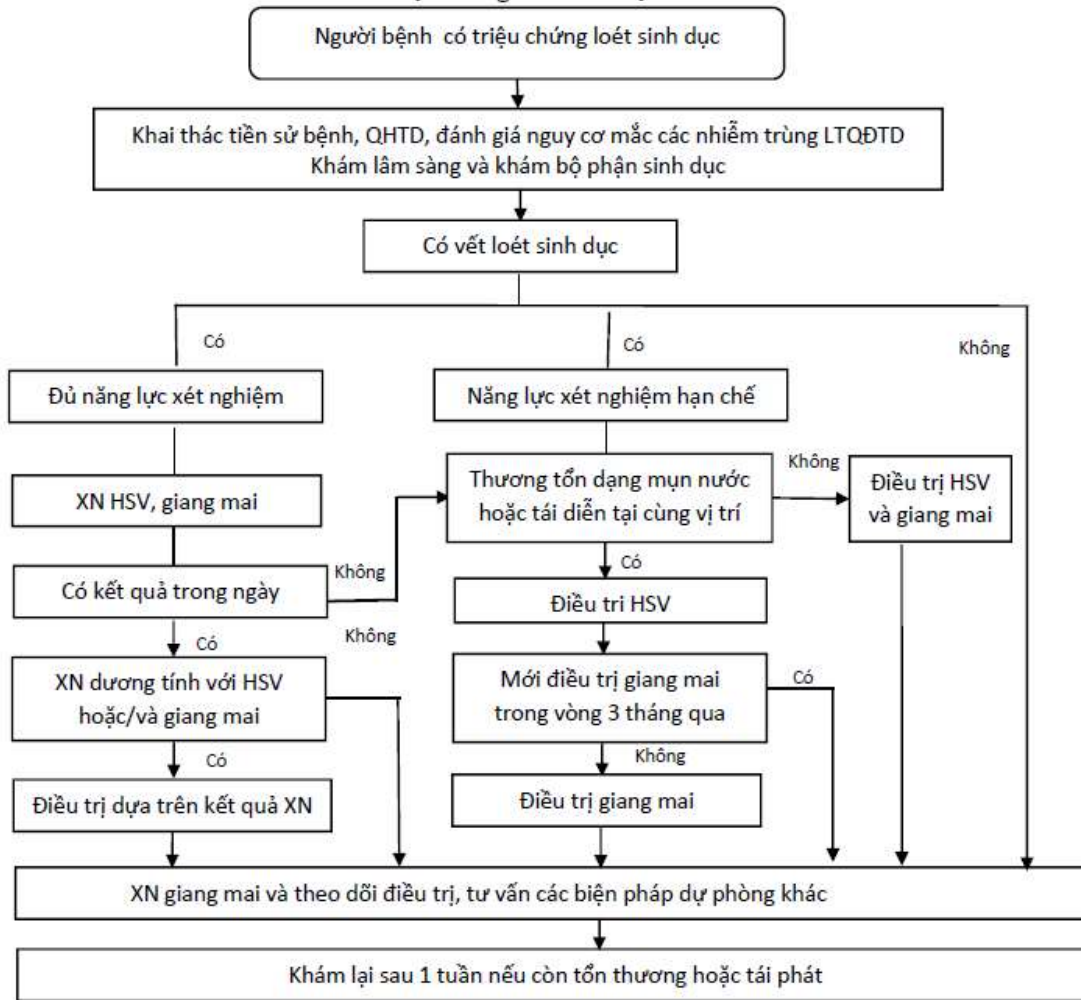 Người bệnh có triệu chứng loét sinh dục
Khai thác tiền sử bệnh, QHTD, đánh giá nguy cơ mắc các nhiễm trùng LTQĐTD
Khám lâm sàng và khám bộ phận sinh dục
Có vết loét sinh dục
Có
Có
Không
Đủ năng lực xét nghiệm
Năng lực xét nghiệm hạn chế
XN HSV, giang mai
Thương tổn dạng mụn nước
hoặc tái diễn tại cùng vị trí
Không
Điều trị HSV
và giang mai
Có kết quả trong ngày
Không
Có
Điều tri HSV
Có
Không
XN dương tính với HSV
hoặc/và giang mai
Mới điều trị giang mai
trong vòng 3 tháng qua
Có
Có
Không
Điều trị dựa trên kết quả XN
Điều trị giang mai
XN giang mai và theo dõi điều trị, tư vấn các biện pháp dự phòng khác
Khám lại sau 1 tuần nếu còn tổn thương hoặc tái phát